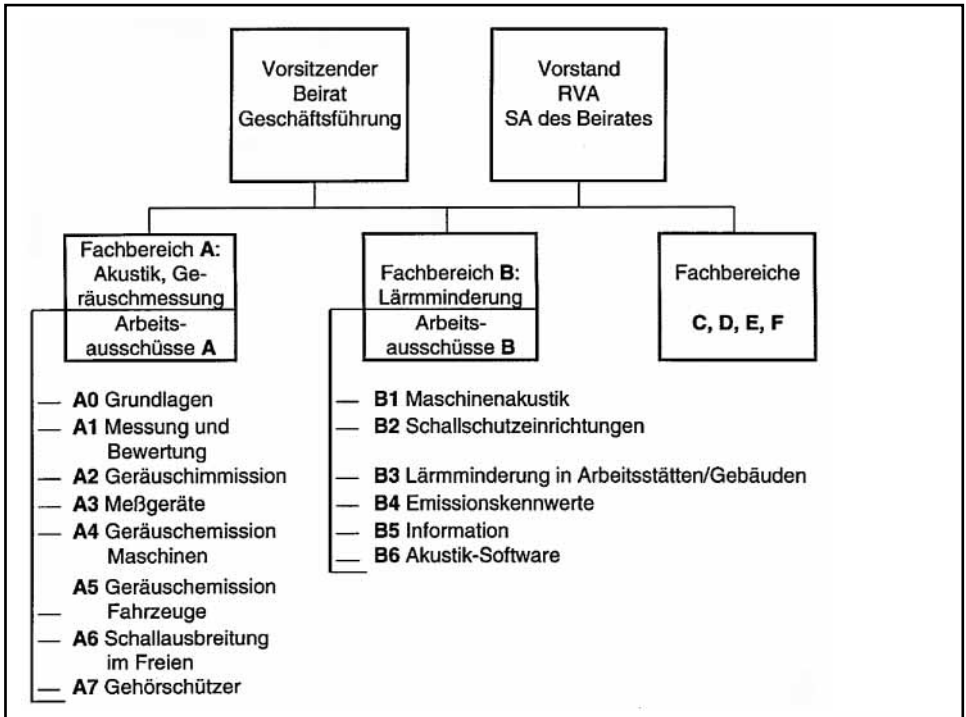 Vorsitzender
Beirat
Geschäftsführung
Vorstand
RVA
SA des Beirates
Fachbereich A:
Akustik, Ge-
räuschmessung
Arbeits-
ausschüsse A
Fachbereich B:
Lärmminderung
Arbeits-
ausschüsse B
Fachbereiche
C, D, E, F
A0 Grundlagen
A1 Messung und
Bewertung
A2 Geräuschimmission
A3 Meßgeräte
A4 Geräuschemission
Maschinen
A5 Geräuschemission
Fahrzeuge
A6 Schallausbreitung
im Freien
A7 Gehörschützer
B1 Maschinenakustik
B2 Schallschutzeinrichtungen
B3 Lärmminderung in Arbeitsstätten/Gebäuden
B4 Emissionskennwerte
B5 Information
B6 Akustik-Software